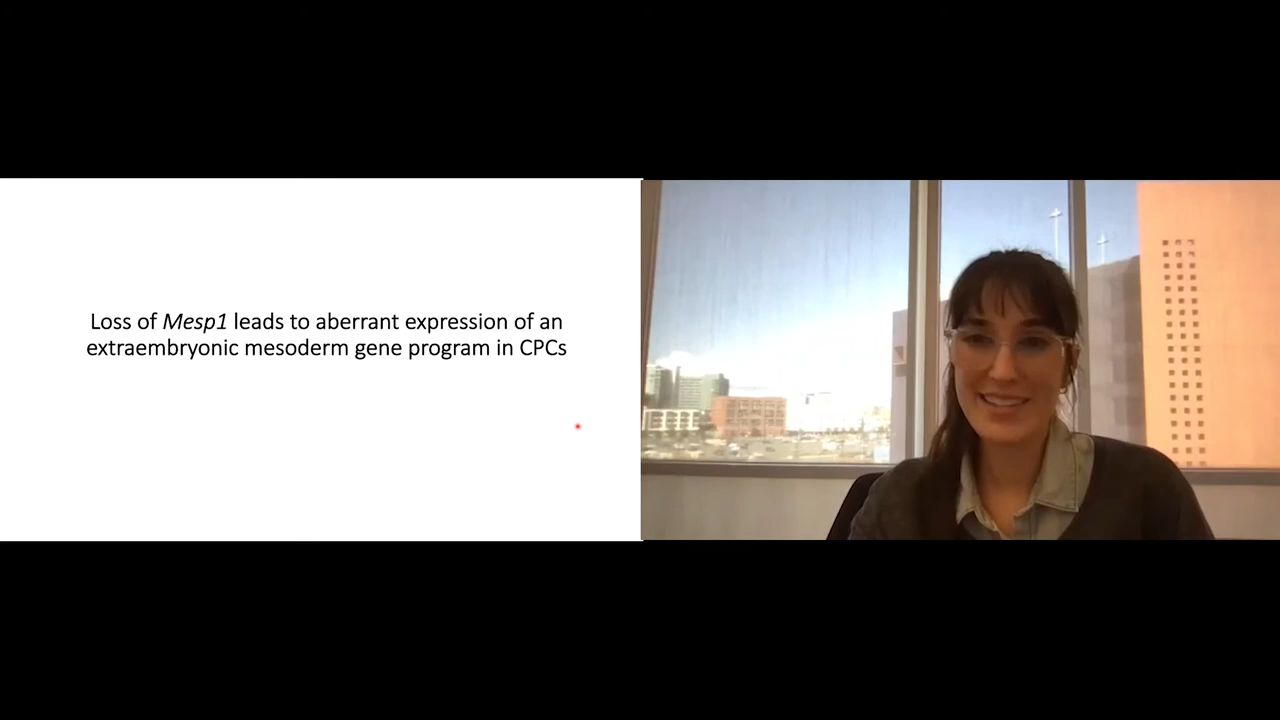 Loss of Mesp1 leads to aberrant expression of an
extraembryonic mesoderm gene program in CPCs